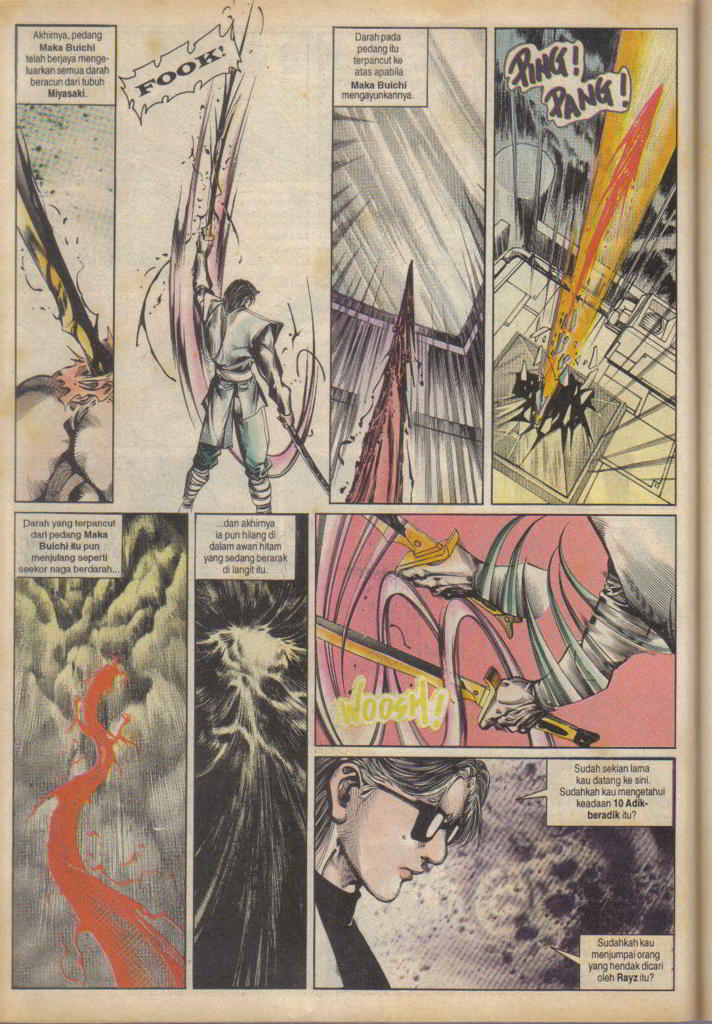 Akhirnya, pedang
Maka Buichi
telah berjaya menge-
luarkan semua darah
beracun dari tubuh
Miyasaki.
FOOK!
Darah pada
pedang itu
terpancut ke
atas apabila
Maka Buichi
mengayunkannya.
PING!
PANG!
Darah yang terpancut
dari pedang Maka
Buichi itu pun
menjulang seperti
seekor naga berdarah...
...dan akhirnya
ia pun hilang di
dalam awan hitam
yang sedang berarak
di langit itu.
WOOSH!
Sudah sekian lama
kau datang ke sini.
Sudahkah kau mengetahui
keadaan 10 Adik-
beradik itu?
Sudahkah kau
menjumpai orang
yang hendak dicari
oleh Rayz itu?